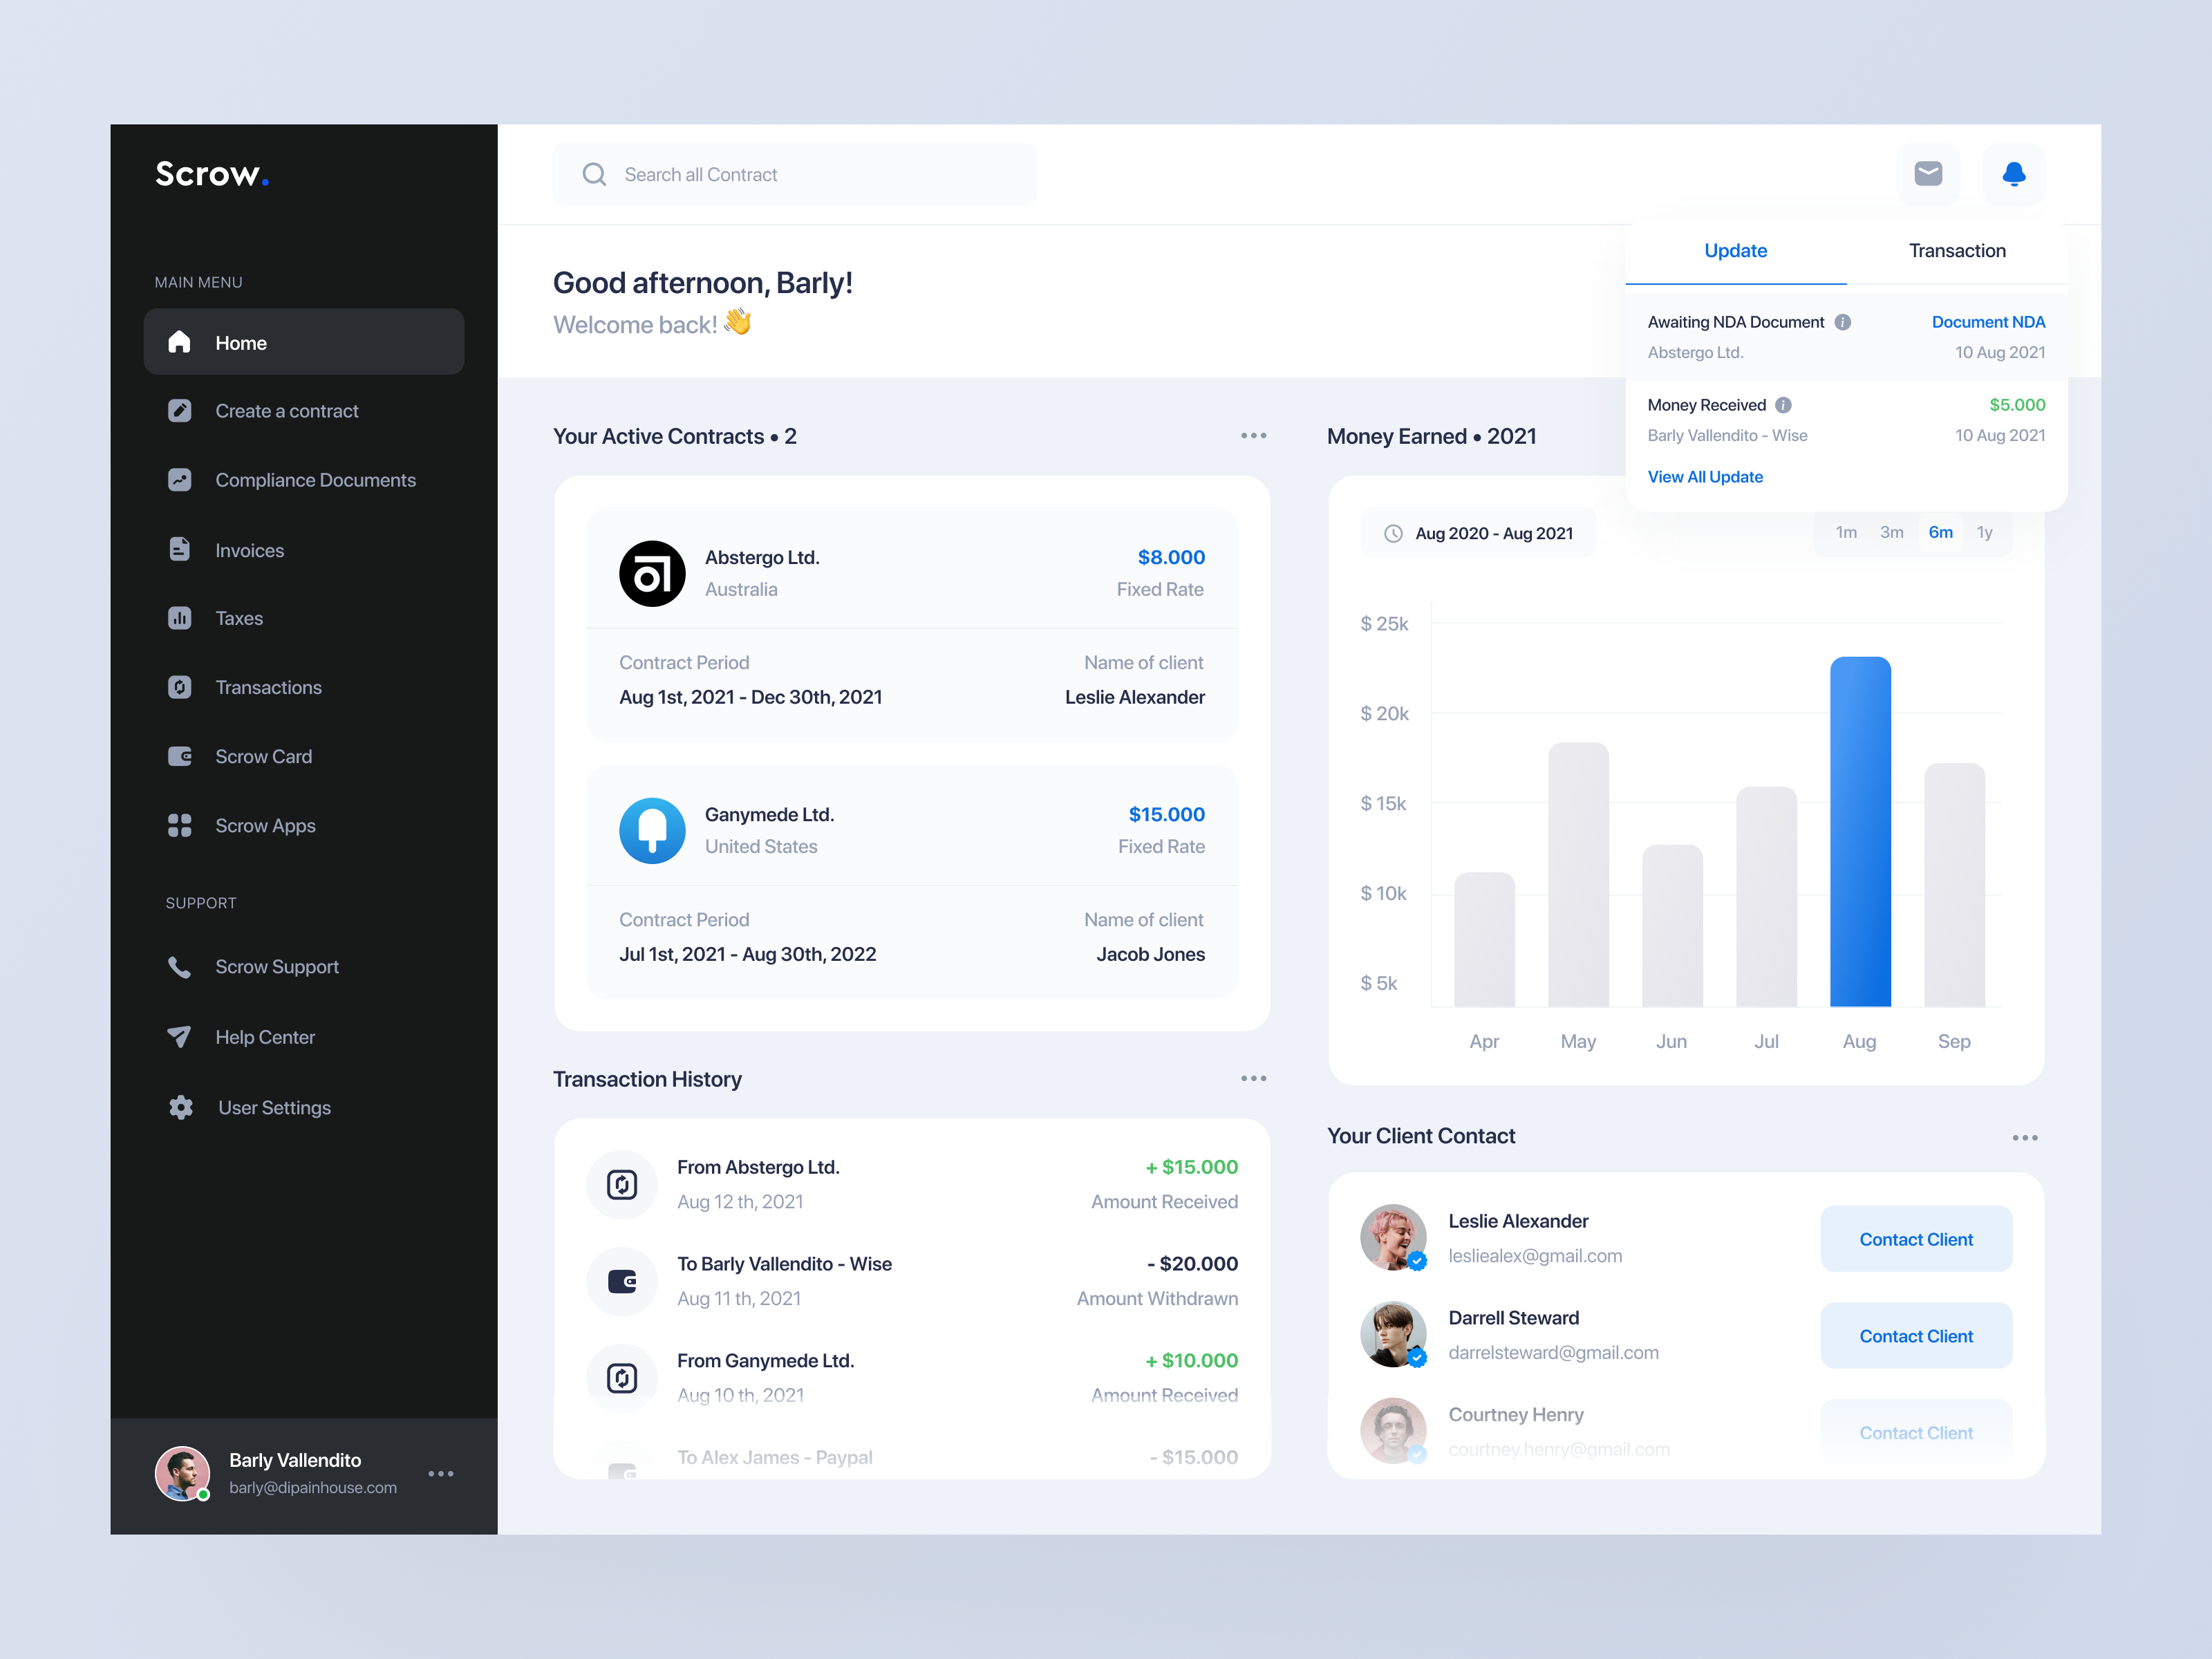 Scrow.
MAIN MENU
Home
Create a contract
Compliance Documents
Invoices
Taxes
Transactions
Scrow Card
Scrow Apps
SUPPORT
Scrow Support
Help Center
User Settings
Barly Vallendito
barly@dipainhouse.com
Search all Contract
Good afternoon, Barly!
Welcome back! 👋
Update Transaction
Awaiting NDA Document Document NDA
Abstergo Ltd. 10 Aug 2021
Money Received $5.000
Barly Vallendito - Wise 10 Aug 2021
View All Update
Your Active Contracts • 2
Abstergo Ltd. $8.000
Australia Fixed Rate
Contract Period Name of client
Aug 1st, 2021 - Dec 30th, 2021 Leslie Alexander
Ganymede Ltd. $15.000
United States Fixed Rate
Contract Period Name of client
Jul 1st, 2021 - Aug 30th, 2022 Jacob Jones
Transaction History
From Abstergo Ltd. + $15.000
Aug 12 th, 2021 Amount Received
To Barly Vallendito - Wise - $20.000
Aug 11 th, 2021 Amount Withdrawn
From Ganymede Ltd. + $10.000
Aug 10 th, 2021 Amount Received
To Alex James - Paypal - $15.000
Money Earned • 2021
Aug 2020 - Aug 2021 1m 3m 6m 1y
$ 25k
$ 20k
$ 15k
$ 10k
$ 5k
Apr May Jun Jul Aug Sep
Your Client Contact
Leslie Alexander
lesliealex@gmail.com
Contact Client
Darrell Steward
darrelsteward@gmail.com
Contact Client
Courtney Henry
courtney.henry@gmail.com
Contact Client